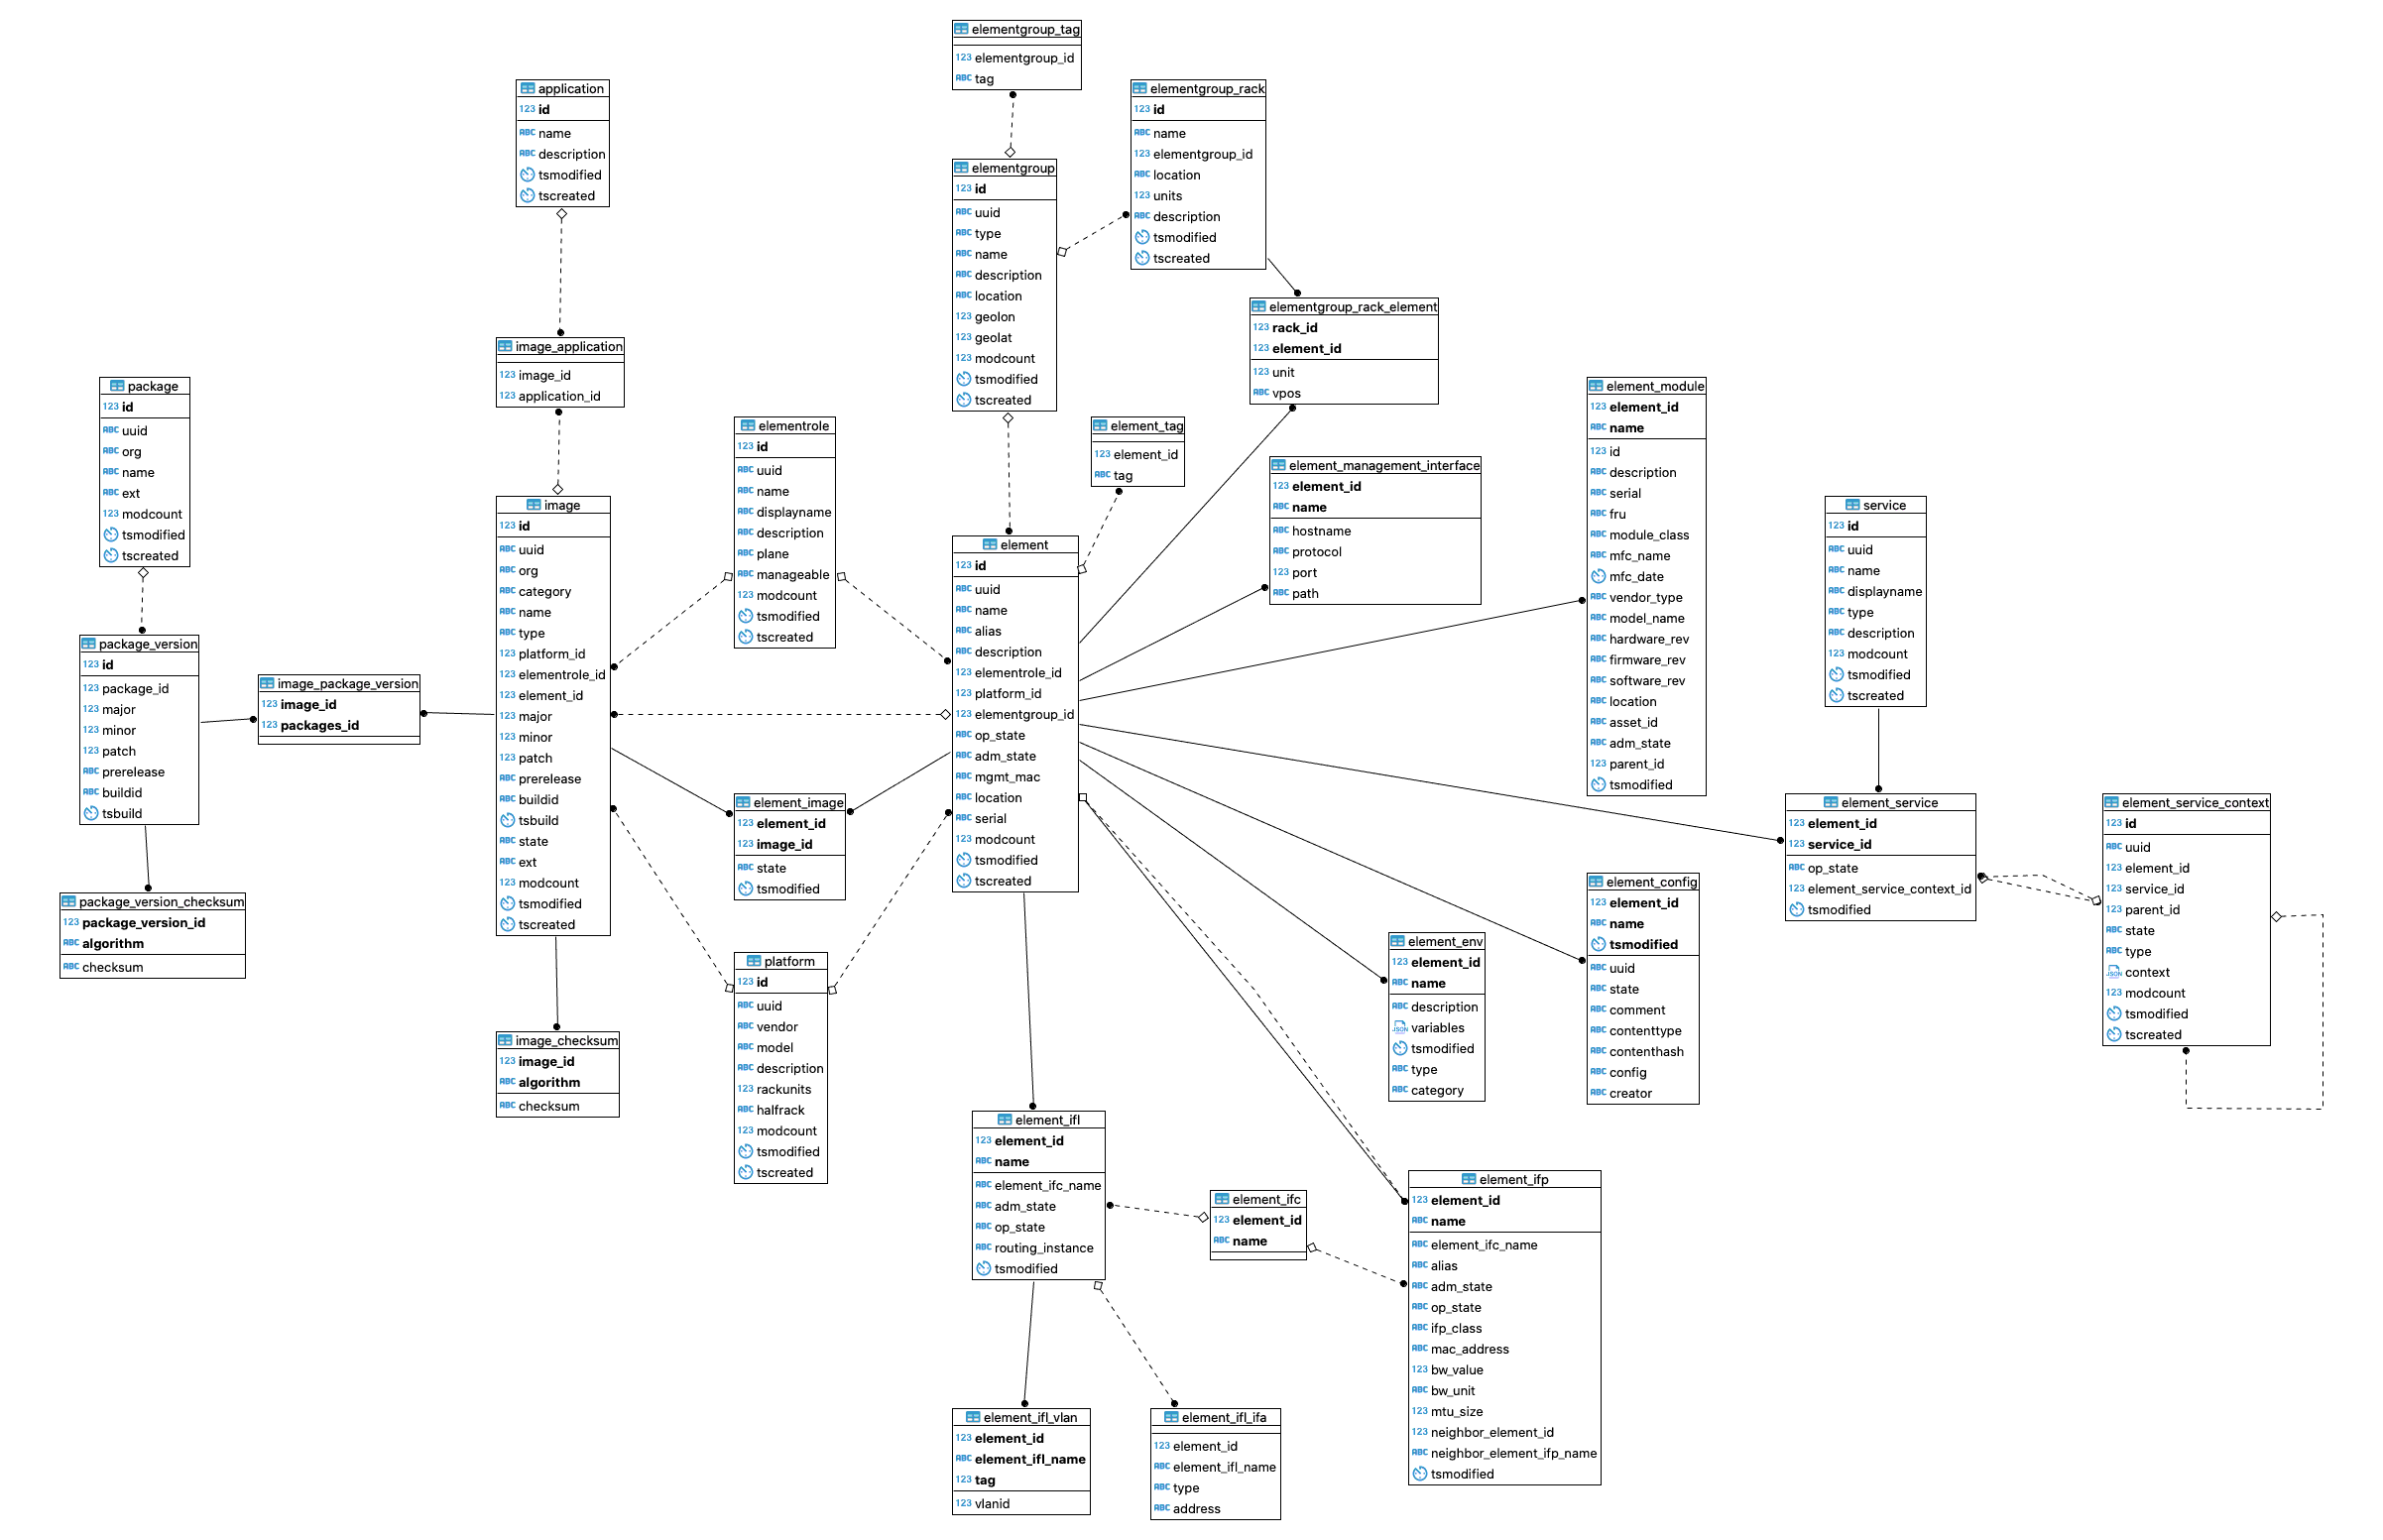 elementgroup_tag
123 elementgroup_id
ABC tag
application
123 id
ABC name
ABC description
tsmodified
tscreated
elementgroup_rack
123 id
ABC name
123 elementgroup_id
ABC location
123 units
ABC description
tsmodified
tscreated
elementgroup
123 id
ABC uuid
ABC type
ABC name
ABC description
ABC location
123 geolon
123 geolat
123 modcount
tsmodified
tscreated
elementgroup_rack_element
123 rack_id
123 element_id
123 unit
ABC vpos
image_application
123 image_id
123 application_id
package
123 id
ABC uuid
ABC org
ABC name
ABC ext
123 modcount
tsmodified
tscreated
elementrole
123 id
ABC uuid
ABC name
ABC displayname
ABC description
ABC plane
ABC manageable
123 modcount
tsmodified
tscreated
element_tag
123 element_id
ABC tag
element_management_interface
123 element_id
ABC name
ABC hostname
ABC protocol
123 port
ABC path
element_module
123 element_id
ABC name
123 id
ABC description
ABC serial
ABC fru
ABC module_class
ABC mfc_name
mfc_date
ABC vendor_type
ABC model_name
ABC hardware_rev
ABC firmware_rev
ABC software_rev
ABC location
ABC asset_id
ABC adm_state
123 parent_id
tsmodified
image
123 id
ABC uuid
ABC org
ABC category
ABC name
ABC type
123 platform_id
123 elementrole_id
123 element_id
123 major
123 minor
123 patch
ABC prerelease
ABC buildid
tsbuild
ABC state
ABC ext
123 modcount
tsmodified
tscreated
service
123 id
ABC uuid
ABC name
ABC displayname
ABC type
ABC description
123 modcount
tsmodified
tscreated
element
123 id
ABC uuid
ABC name
ABC alias
ABC description
123 elementrole_id
123 platform_id
123 elementgroup_id
ABC op_state
ABC adm_state
ABC mgmt_mac
ABC location
ABC serial
123 modcount
tsmodified
tscreated
package_version
123 id
123 package_id
123 major
123 minor
123 patch
ABC prerelease
ABC buildid
tsbuild
image_package_version
123 image_id
123 packages_id
element_image
123 element_id
123 image_id
ABC state
tsmodified
element_service
123 element_id
123 service_id
ABC op_state
123 element_service_context_id
tsmodified
element_service_context
123 id
ABC uuid
123 element_id
123 service_id
123 parent_id
ABC state
ABC type
JSON context
123 modcount
tsmodified
tscreated
element_config
123 element_id
ABC name
tsmodified
ABC uuid
ABC state
ABC comment
ABC contenttype
ABC contenthash
ABC config
ABC creator
package_version_checksum
123 package_version_id
ABC algorithm
ABC checksum
element_env
123 element_id
ABC name
ABC description
JSON variables
tsmodified
ABC type
ABC category
platform
123 id
ABC uuid
ABC vendor
ABC model
ABC description
123 rackunits
ABC halfrack
123 modcount
tsmodified
tscreated
image_checksum
123 image_id
ABC algorithm
ABC checksum
element_ifl
123 element_id
ABC name
ABC element_ifc_name
ABC adm_state
ABC op_state
ABC routing_instance
tsmodified
element_ifc
123 element_id
ABC name
element_ifp
123 element_id
ABC name
ABC element_ifc_name
ABC alias
ABC adm_state
ABC op_state
ABC ifp_class
ABC mac_address
123 bw_value
ABC bw_unit
123 mtu_size
123 neighbor_element_id
ABC neighbor_element_ifp_name
tsmodified
element_ifl_vlan
123 element_id
ABC element_ifl_name
123 tag
123 vlanid
element_ifl_ifa
123 element_id
ABC element_ifl_name
ABC type
ABC address